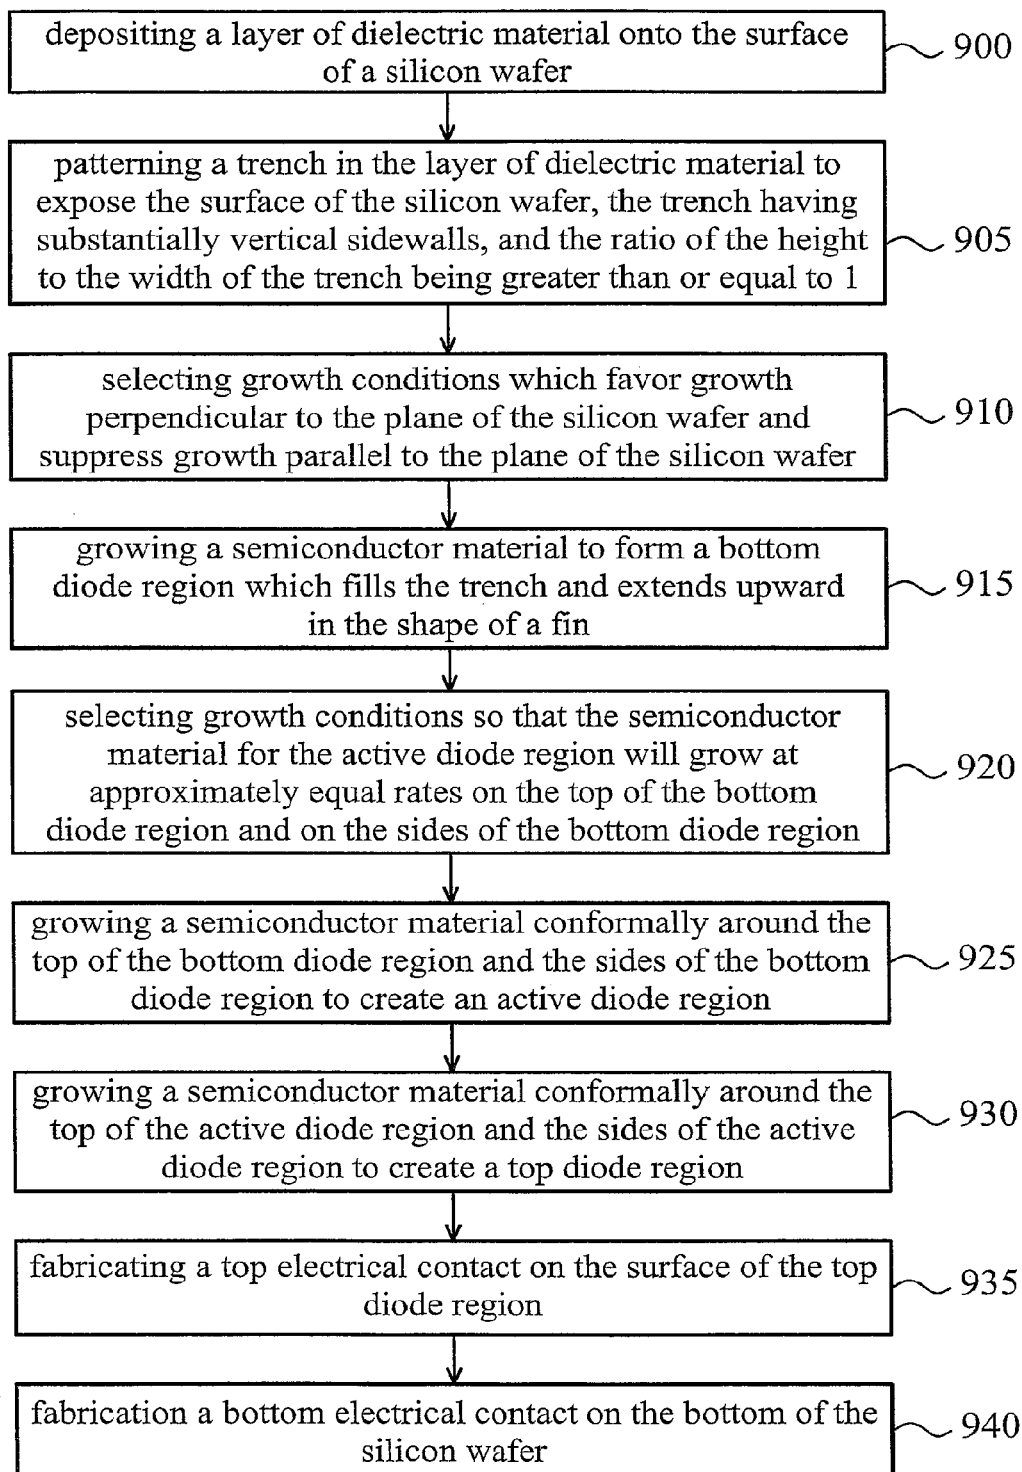 depositing a layer of dielectric material onto the surface
of a silicon wafer
900
patterning a trench in the layer of dielectric material to
expose the surface of the silicon wafer, the trench having
substantially vertical sidewalls, and the ratio of the height
to the width of the trench being greater than or equal to 1
905
selecting growth conditions which favor growth
perpendicular to the plane of the silicon wafer and
suppress growth parallel to the plane of the silicon wafer
910
growing a semiconductor material to form a bottom
diode region which fills the trench and extends upward
in the shape of a fin
915
selecting growth conditions so that the semiconductor
material for the active diode region will grow at
approximately equal rates on the top of the bottom
diode region and on the sides of the bottom diode region
920
growing a semiconductor material conformally around the
top of the bottom diode region and the sides of the bottom
diode region to create an active diode region
925
growing a semiconductor material conformally around the
top of the active diode region and the sides of the active
diode region to create a top diode region
930
fabricating a top electrical contact on the surface of the top
diode region
935
fabrication a bottom electrical contact on the bottom of the
silicon wafer
940